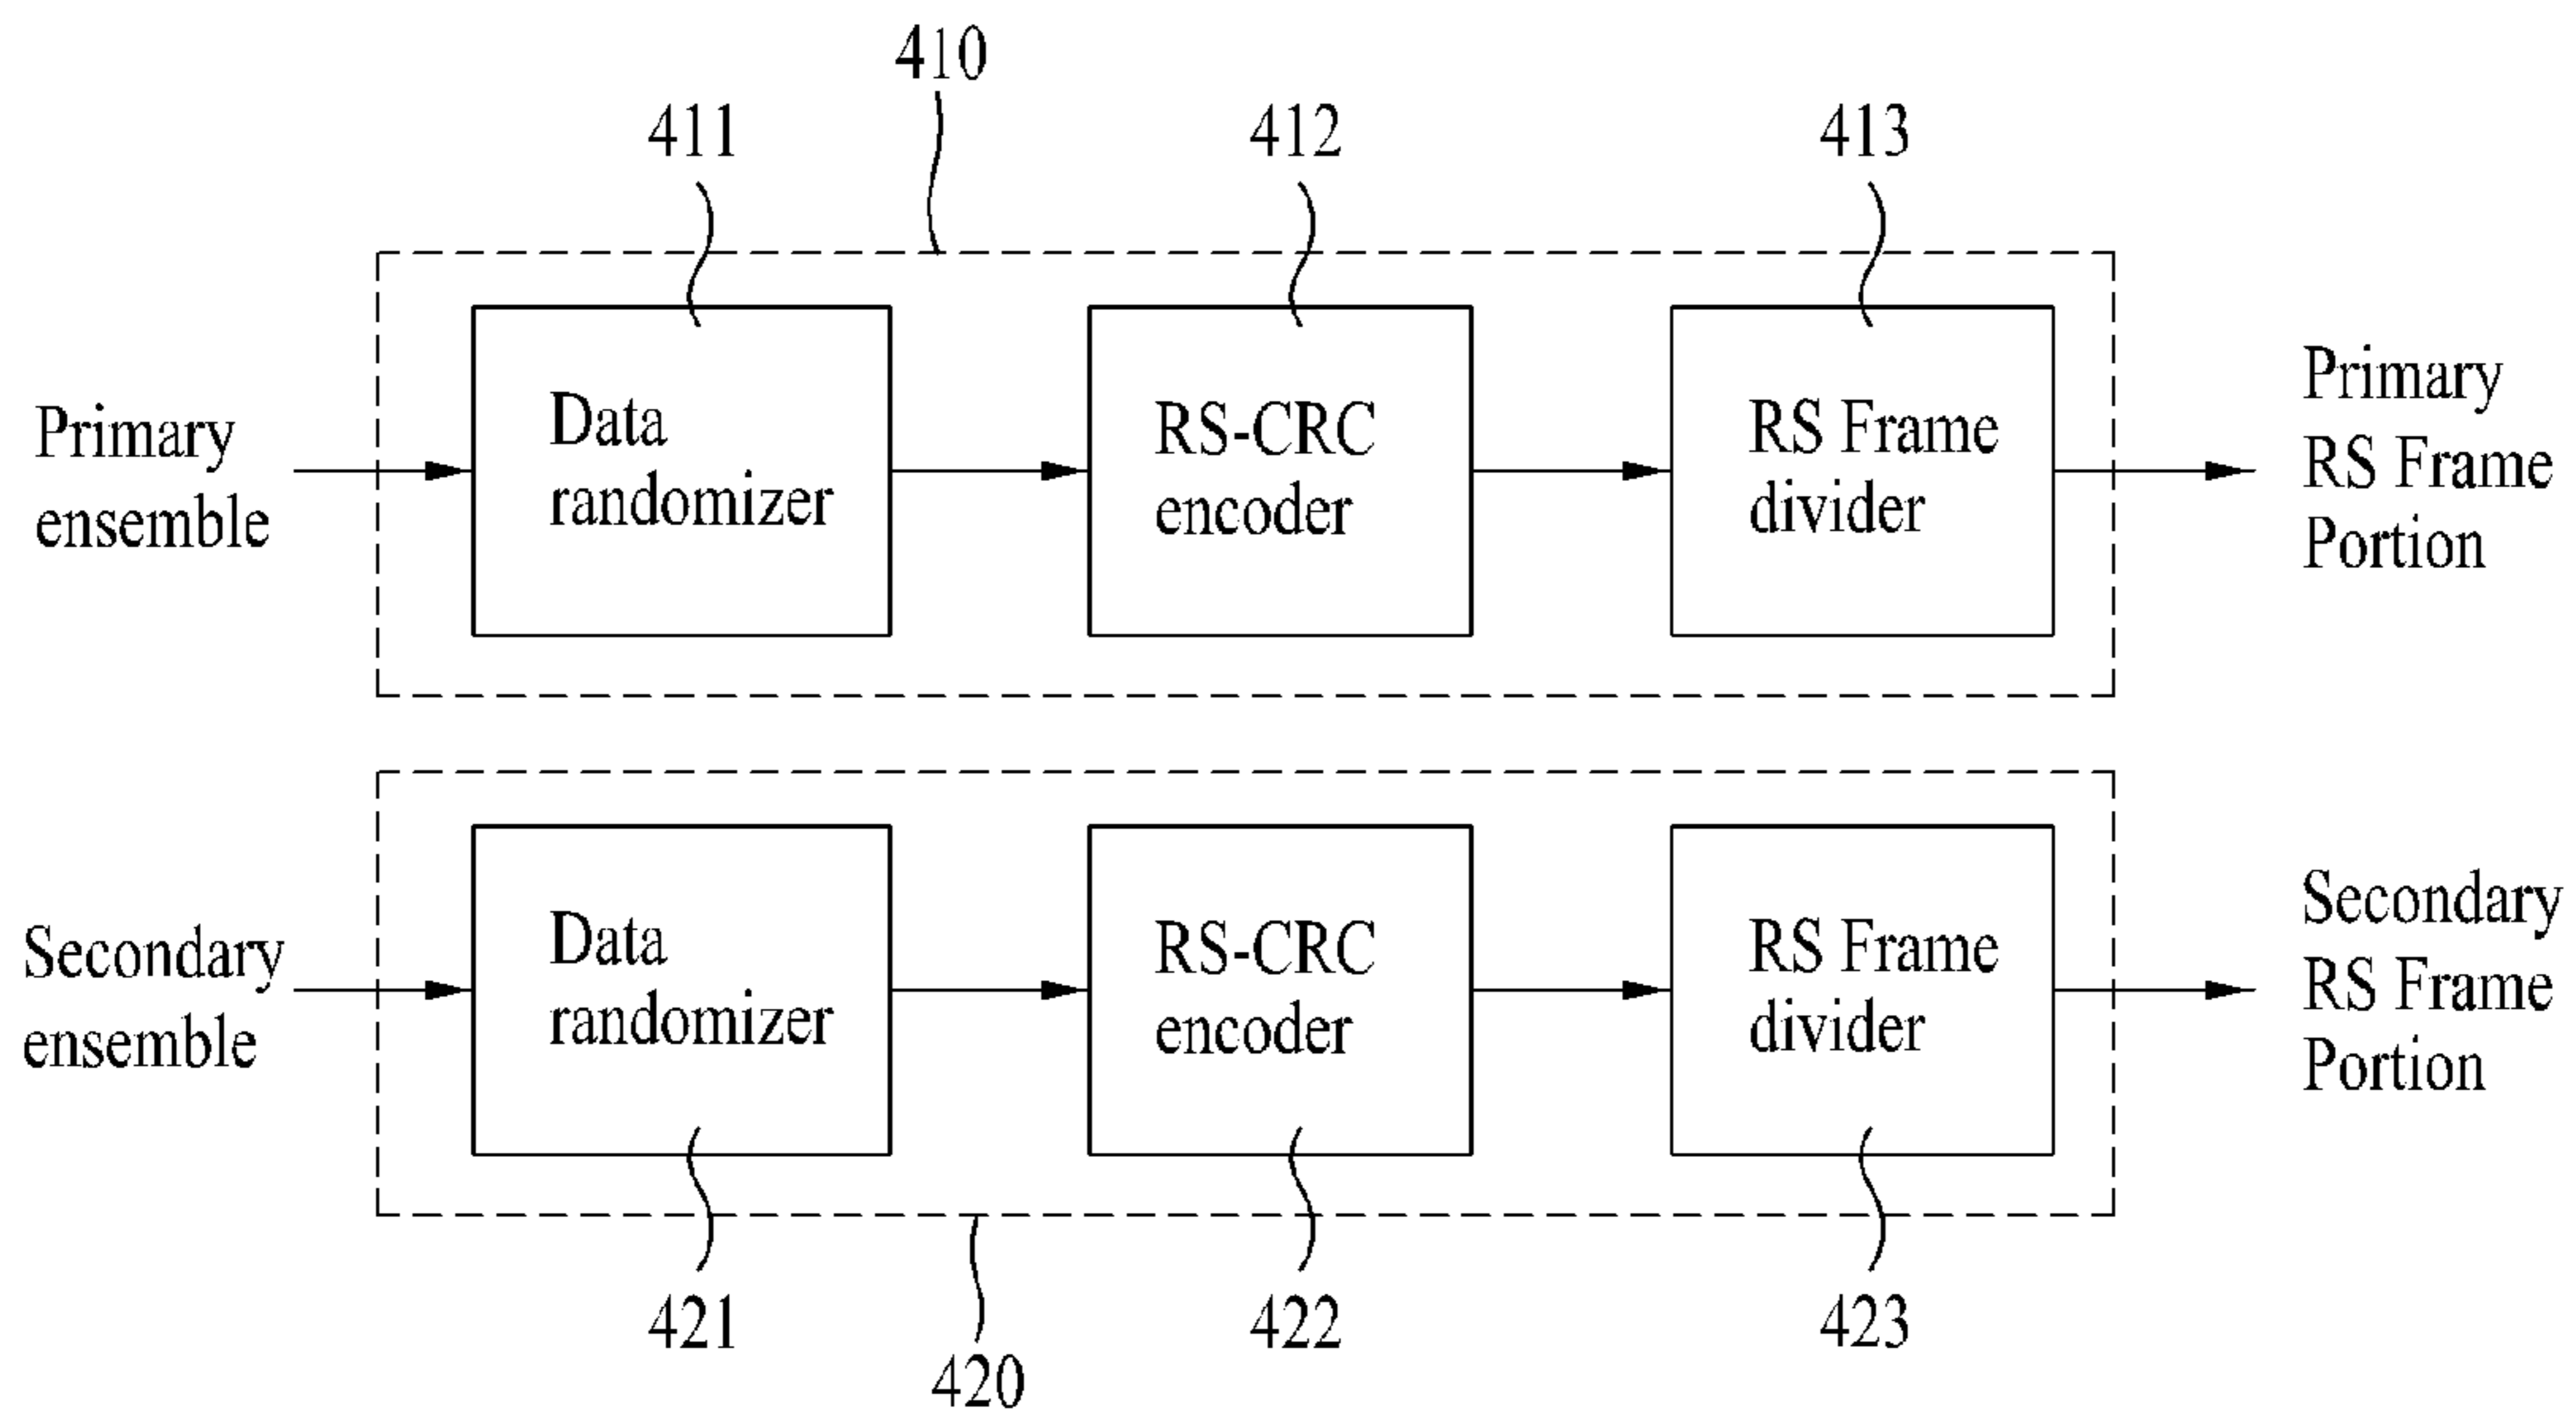 410
411
412
413
Primary
ensemble
Data
randomizer
RS-CRC
encoder
RS Frame
divider
Primary
RS Frame
Portion
Secondary
ensemble
Data
randomizer
RS-CRC
encoder
RS Frame
divider
Secondary
RS Frame
Portion
421
422
423
420